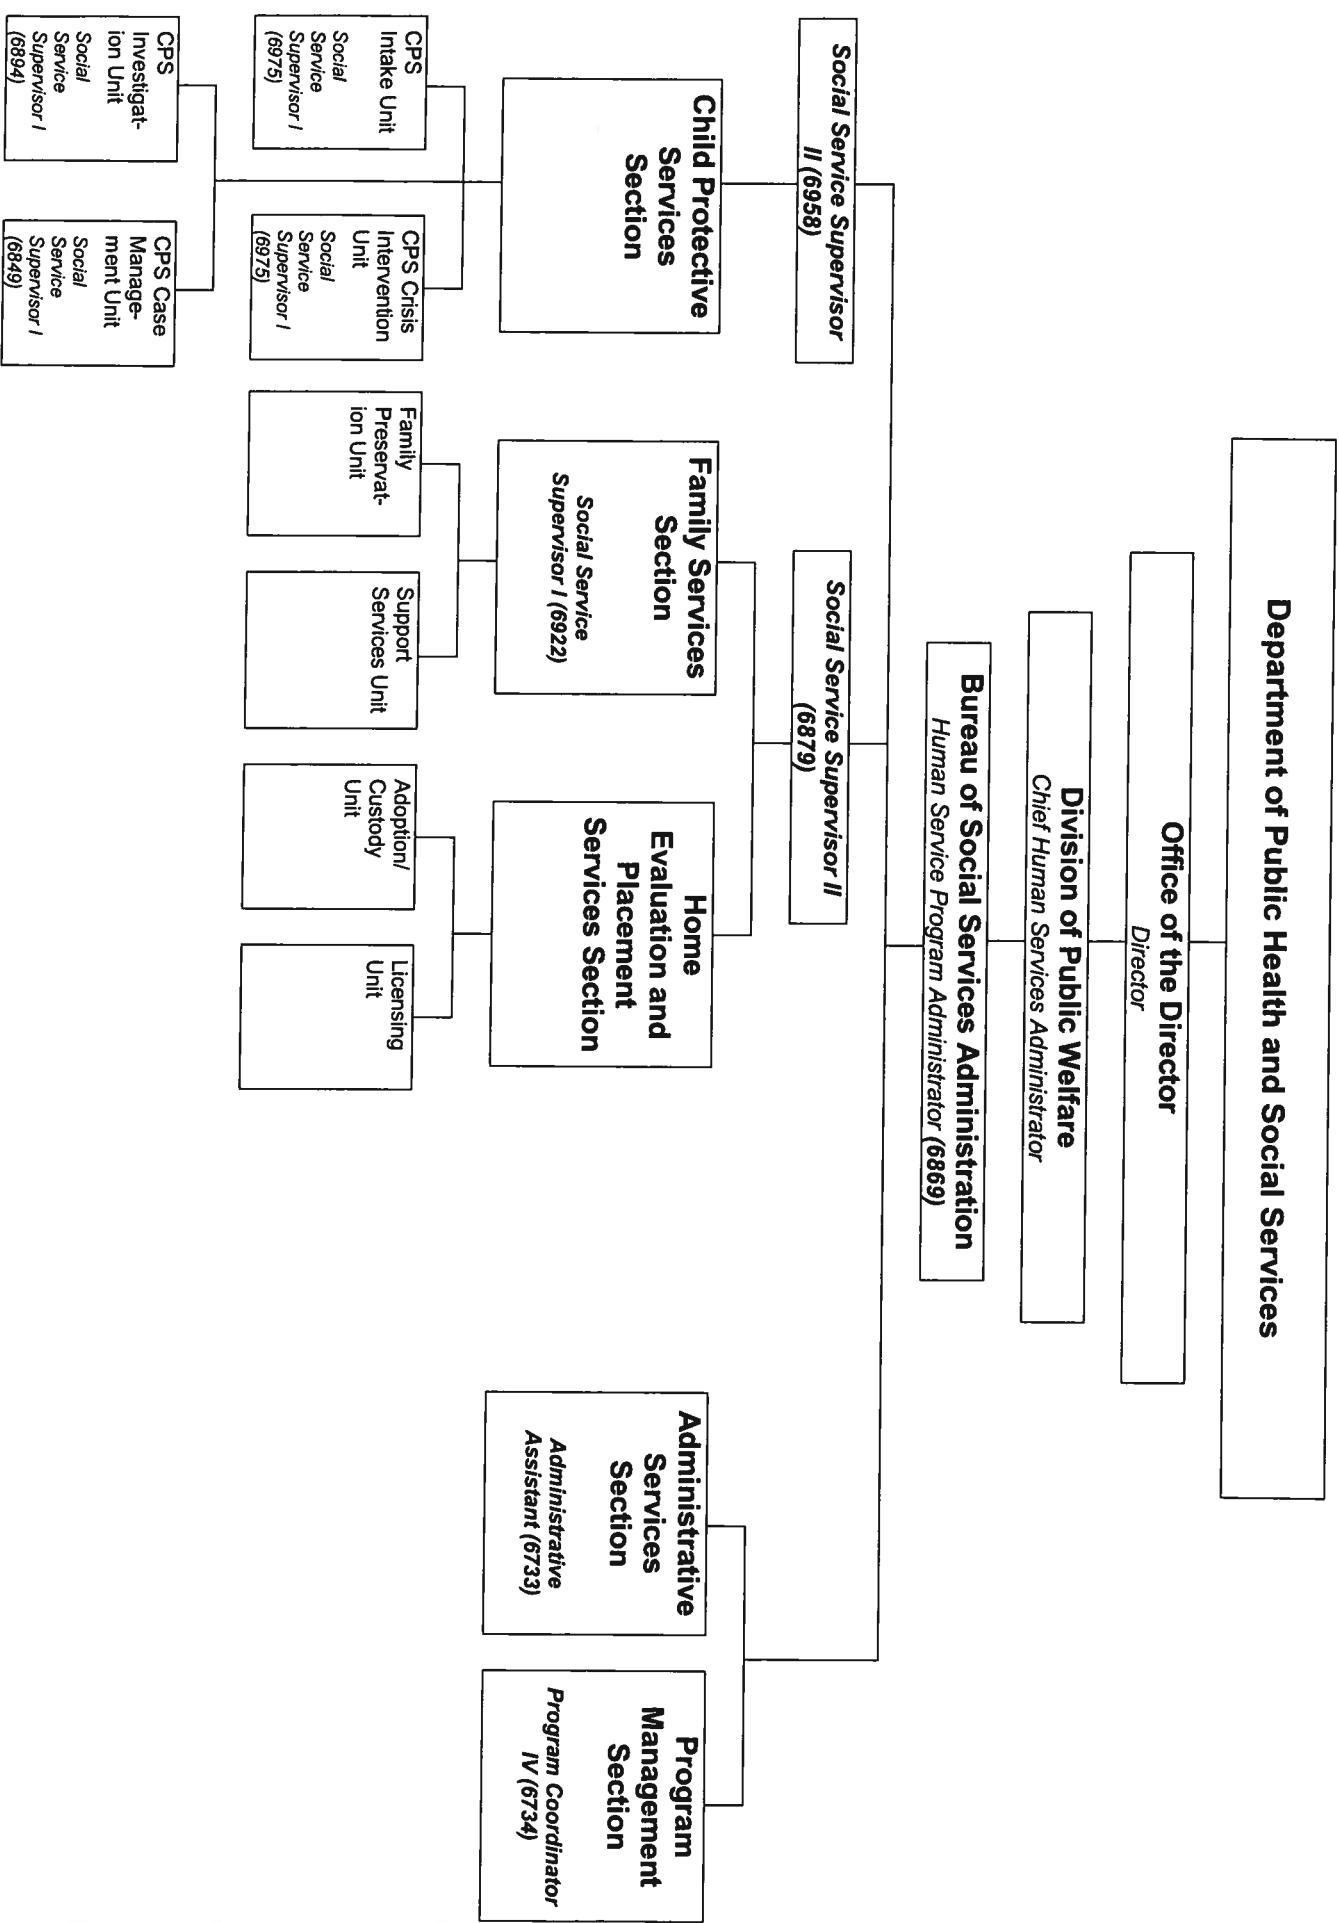 Department of Public Health and Social Services
Office of the Director
Director
Division of Public Welfare
Chief Human Services Administrator
Bureau of Social Services Administration
Human Service Program Administrator (6869)
Social Service Supervisor
II (6958)
Social Service Supervisor II
(6879)
Child Protective
Services
Section
Family Services
Section
Social Service
Supervisor I (6922)
Home
Evaluation and
Placement
Services Section
Administrative
Services
Section
Administrative
Assistant (6733)
Program
Management
Section
Program Coordinator
IV (6734)
CPS
Intake Unit
Social
Service
Supervisor I
(6975)
CPS Crisis
Intervention
Unit
Social
Service
Supervisor I
(6975)
Family
Preservat-
ion Unit
Support
Services Unit
Adoption/
Custody
Unit
Licensing
Unit
CPS
Investigat-
ion Unit
Social
Service
Supervisor I
(6894)
CPS Case
Manage-
ment Unit
Social
Service
Supervisor I
(6849)